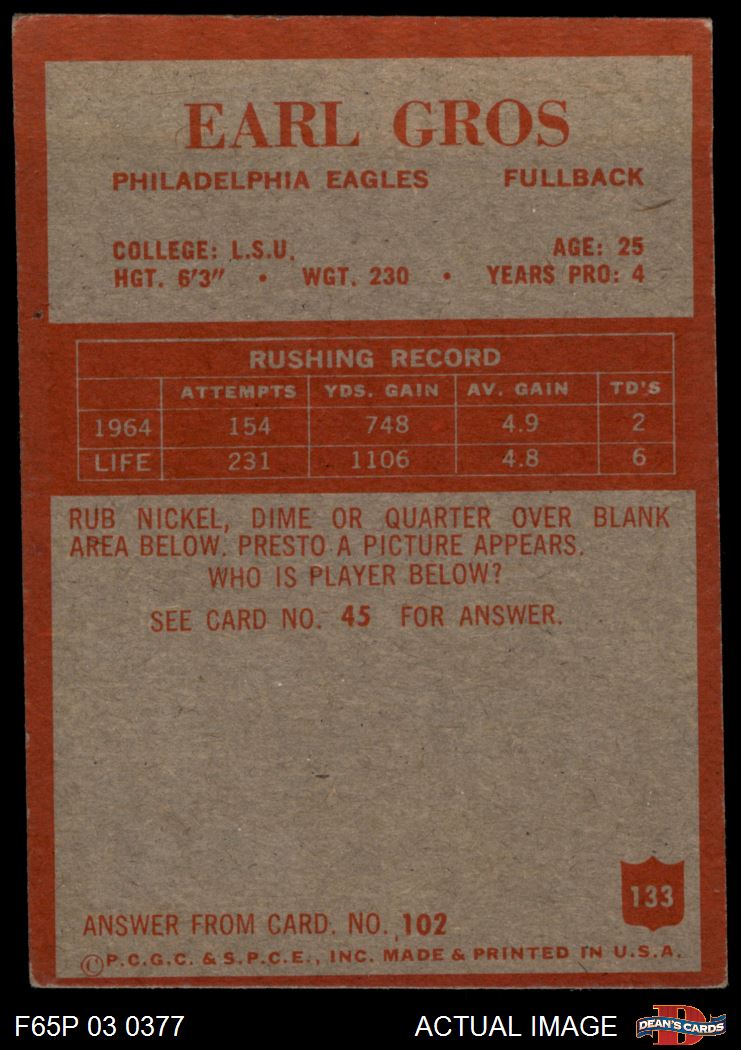 EARL GROS
PHILADELPHIA EAGLES FULLBACK
COLLEGE: L.S.U. AGE: 25
HGT. 6'3" • WGT. 230 • YEARS PRO: 4
RUSHING RECORD
ATTEMPTS YDS. GAIN AV. GAIN TD'S
1964 154 748 4.9 2
LIFE 231 1106 4.8 6
RUB NICKEL, DIME OR QUARTER OVER BLANK
AREA BELOW. PRESTO A PICTURE APPEARS.
WHO IS PLAYER BELOW?
SEE CARD NO. 45 FOR ANSWER.
133
ANSWER FROM CARD. NO. 102
©P.C.G.C. & S.P.C.E., INC. MADE & PRINTED IN U.S.A.
F65P 03 0377 ACTUAL IMAGE D DEAN'S CARDS